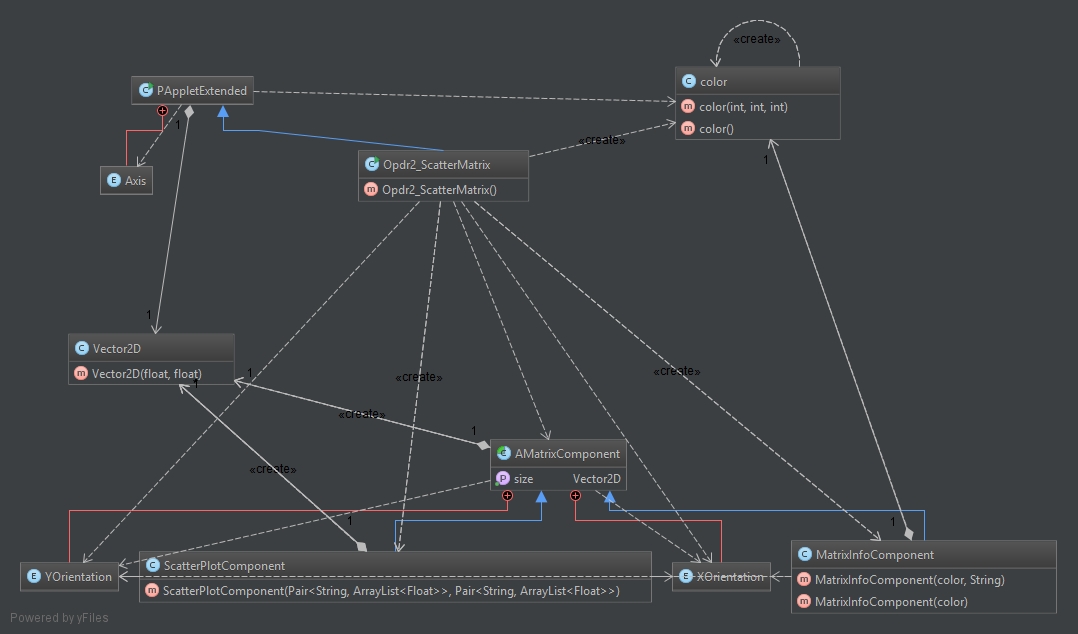 «create»
C color
m color(int, int, int)
m color()
C PAppletExtended
1
«create»
1
E Axis
C Opdr2_ScatterMatrix
m Opdr2_ScatterMatrix()
1
C Vector2D
m Vector2D(float, float)
1
1
«create»
«create»
«create»
1
«create»
C AMatrixComponent
P size Vector2D
1
1
E YOrientation
C ScatterPlotComponent
m ScatterPlotComponent(Pair<String, ArrayList<Float>>, Pair<String, ArrayList<Float>>)
E XOrientation
C MatrixInfoComponent
m MatrixInfoComponent(color, String)
m MatrixInfoComponent(color)
Powered by yFiles